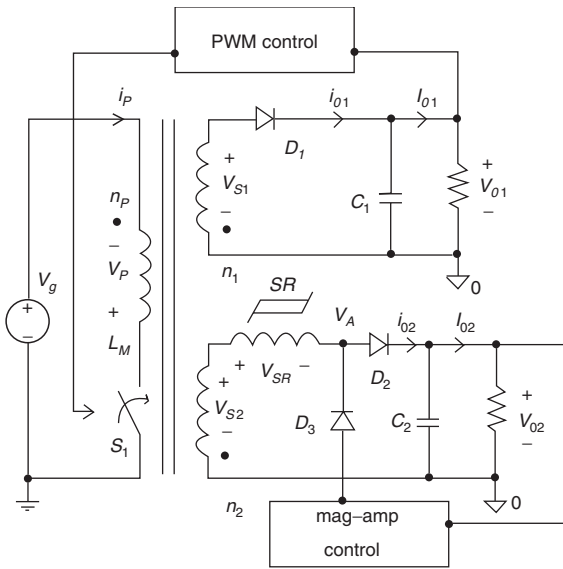 PWM control
i_P
i_01
I_01
D_1
n_P
+
V_S1
–
C_1
+
V_01
–
–
V_P
+
n_1
0
V_g
+
–
L_M
SR
V_A
i_02
I_02
+
V_SR
–
D_2
S_1
+
V_S2
–
D_3
C_2
+
V_02
–
n_2
0
mag–amp
control